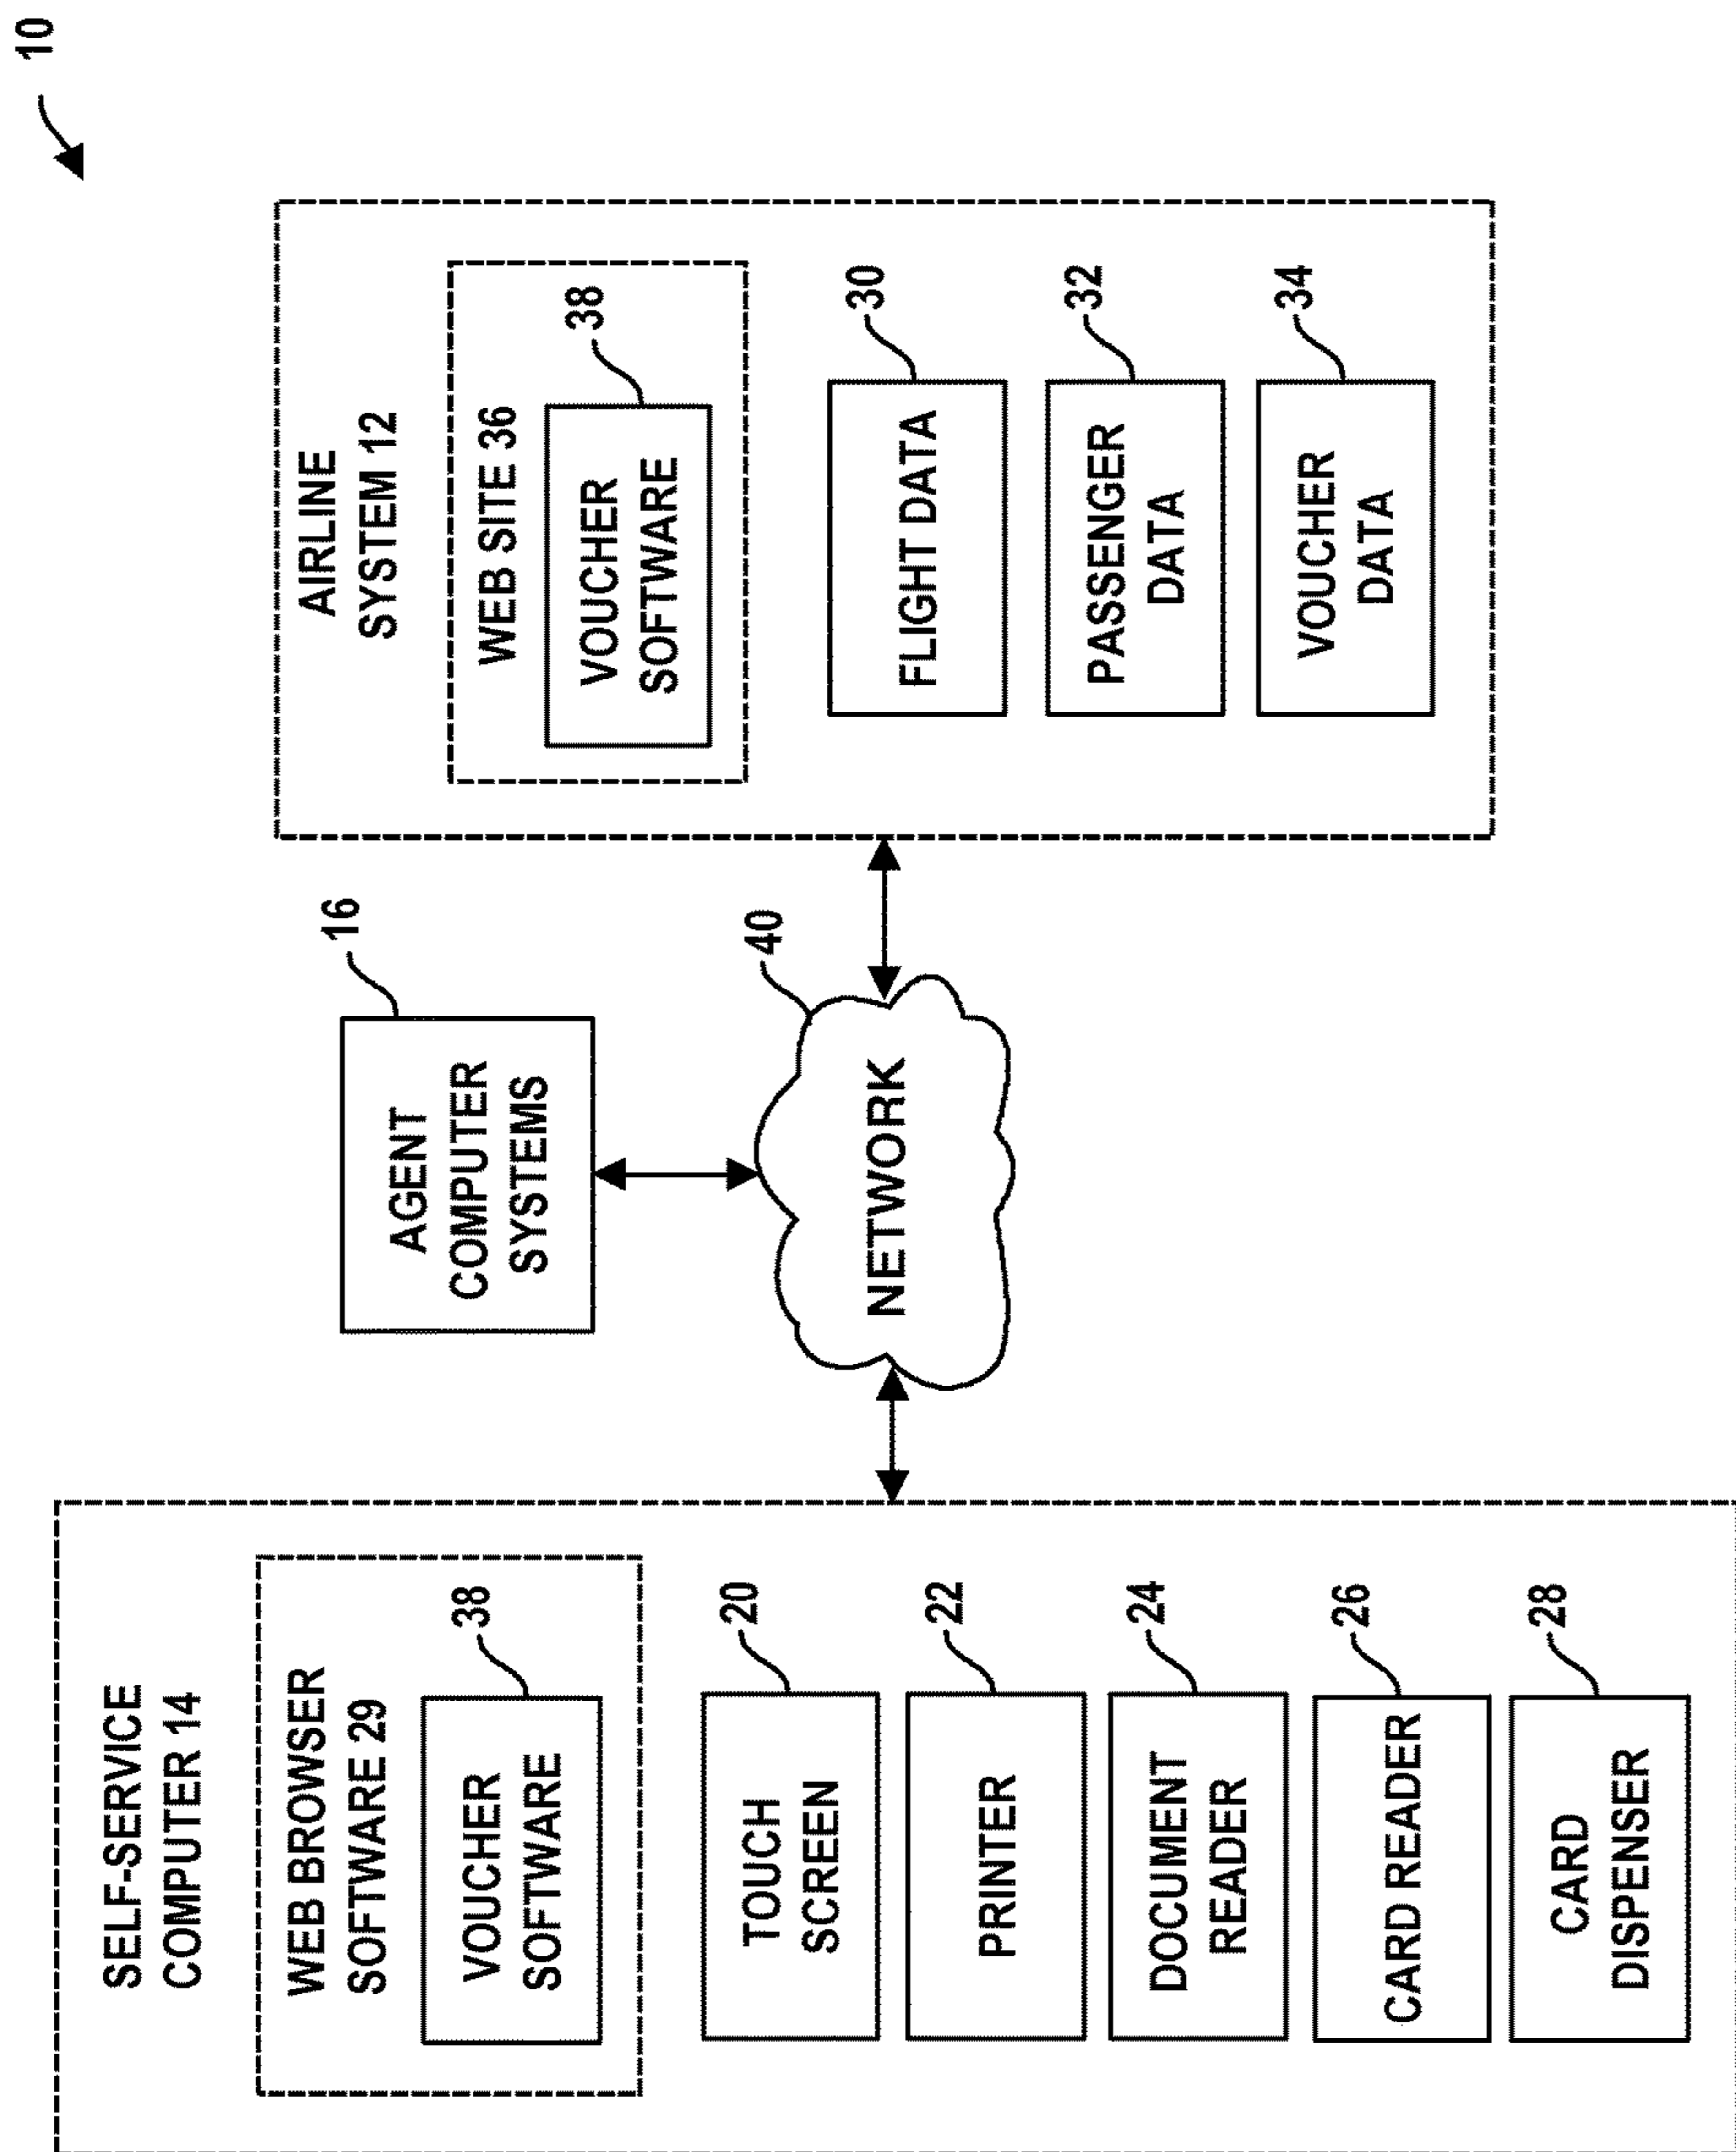 10
SELF-SERVICE
COMPUTER 14
WEB BROWSER
SOFTWARE 29
38
VOUCHER
SOFTWARE
20
TOUCH
SCREEN
22
PRINTER
24
DOCUMENT
READER
26
CARD READER
28
CARD
DISPENSER
16
AGENT
COMPUTER
SYSTEMS
40
NETWORK
AIRLINE
SYSTEM 12
WEB SITE 36
38
VOUCHER
SOFTWARE
30
FLIGHT DATA
32
PASSENGER
DATA
34
VOUCHER
DATA